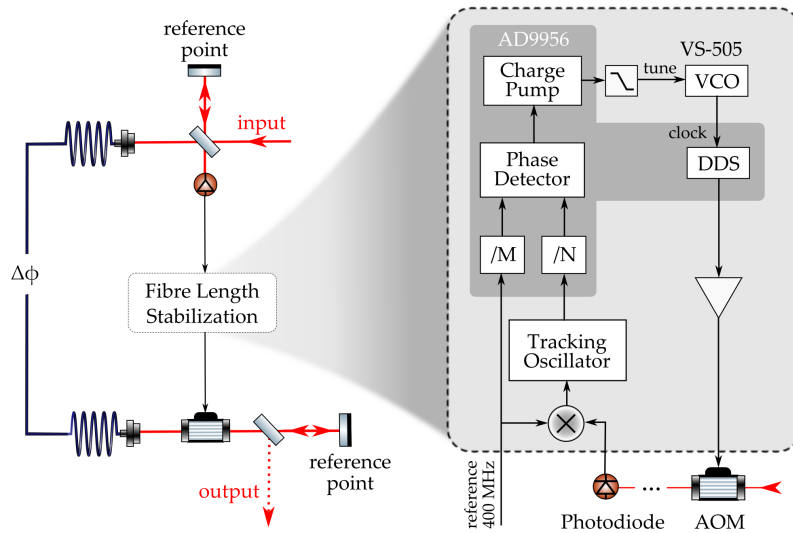 reference
point
input
Δϕ
Fibre Length
Stabilization
reference
point
output
AD9956
Charge
Pump
tune
VS-505
VCO
clock
Phase
Detector
DDS
/M
/N
Tracking
Oscillator
reference
400 MHz
...
Photodiode
AOM